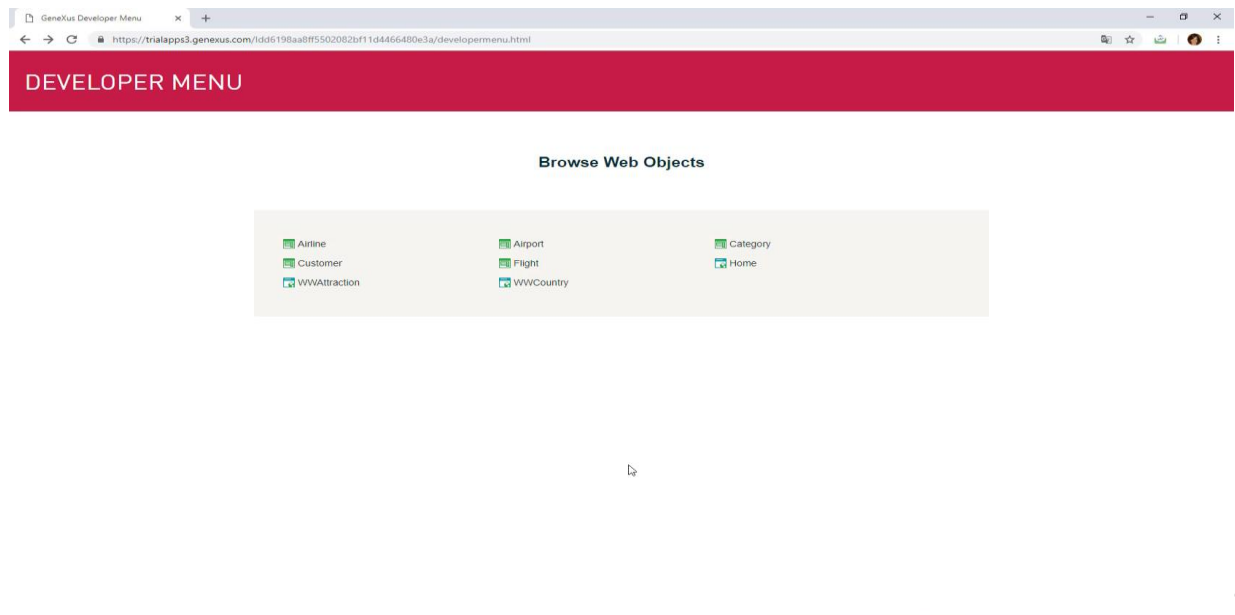 GeneXus Developer Menu
https://trialapps3.genexus.com/Idd6198aa8ff5502082bf11d4466480e3a/developermenu.html
DEVELOPER MENU
Browse Web Objects
Airline Airport Category
Customer Flight Home
WWAttraction WWCountry